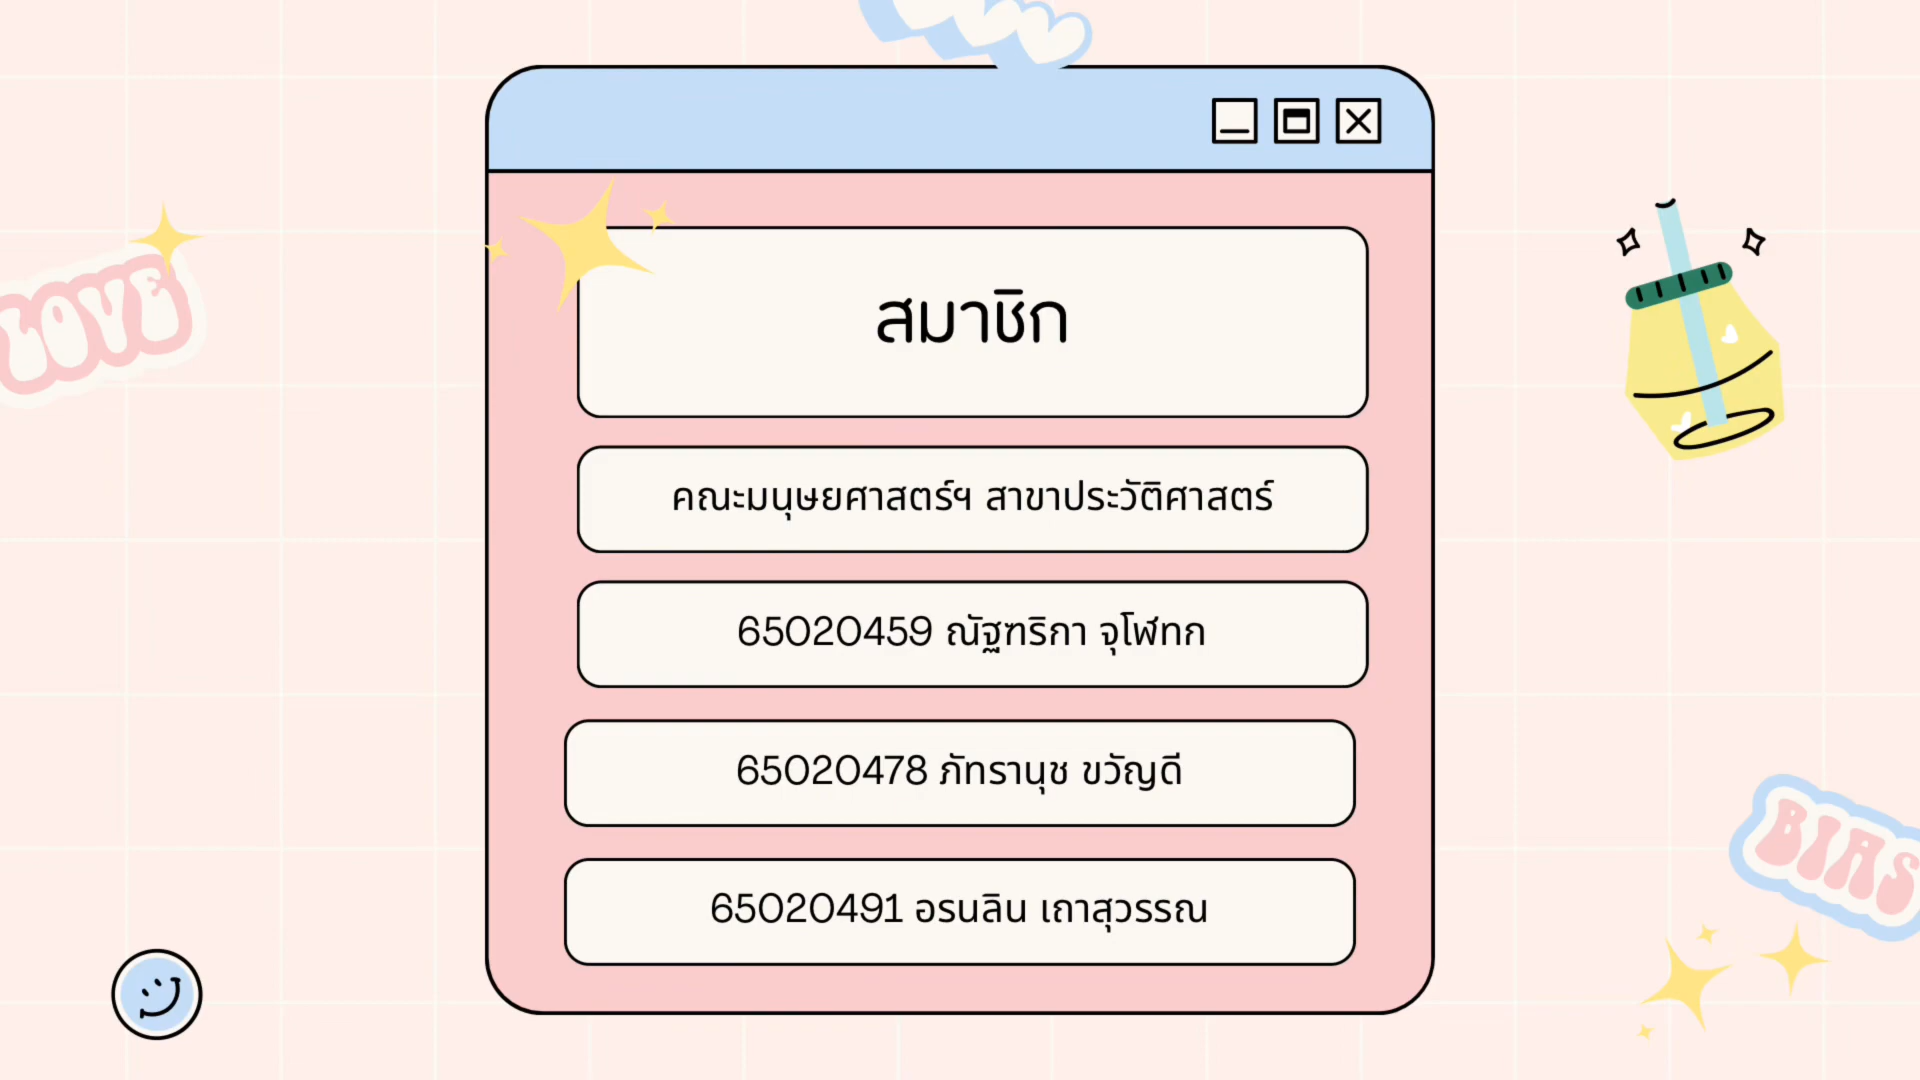 LOVE
สมาชิก
คณะมนุษยศาสตร์ฯ สาขาประวัติศาสตร์
65020459 ณัฐฑริกา จุโฬทก
65020478 ภัทรานุช ขวัญดี
65020491 อรนลิน เถาสุวรรณ
BIAS